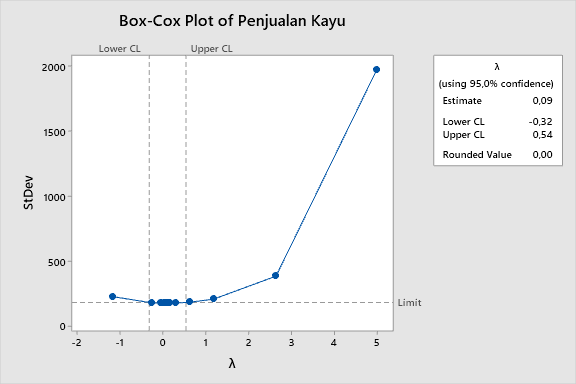 Box-Cox Plot of Penjualan Kayu
Lower CL
Upper CL
2000
1500
1000
500
0
StDev
Limit
-2
-1
0
1
2
3
4
5
λ
λ
(using 95,0% confidence)
Estimate 0,09
Lower CL -0,32
Upper CL 0,54
Rounded Value 0,00